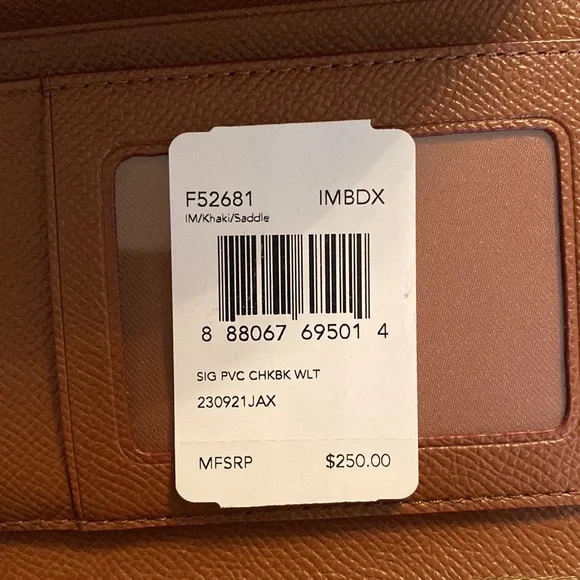 F52681 IMBDX
IM/Khaki/Saddle
8 88067 69501 4
SIG PVC CHKBK WLT
230921JAX
MFSRP $250.00